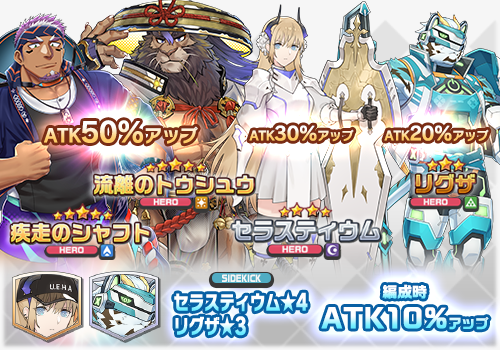 ATK50%アップ
ATK30%アップ
ATK20%アップ
流離のトウシュウ
HERO
リグザ
HERO
疾走のシャフト
HERO
セラスティウム
HERO
U.E.H.A
SIDEKICK
セラスティウム★4
リグザ★3
編成時
ATK10%アップ